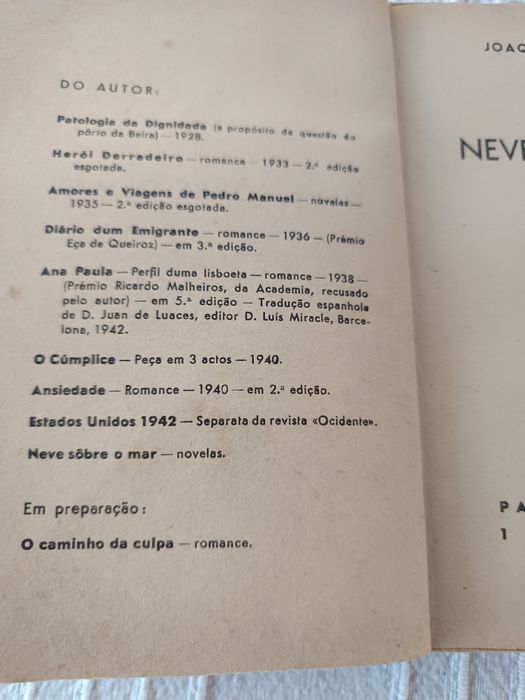 DO AUTOR:
Patologia da Dignidade (a propósito da questão do
pôrto da Beira) — 1928.
Herói Derradeiro — romance — 1933 — 2.ª edição
esgotada.
Amores e Viagens de Pedro Manuel — novelas —
1935 — 2.ª edição esgotada.
Diário dum Emigrante — romance — 1936 — (Prémio
Eça de Queiroz) — em 3.ª edição.
Ana Paula — Perfil duma lisboeta — romance — 1938 —
(Prémio Ricardo Malheiros, da Academia, recusado
pelo autor) — em 5.ª edição — Tradução espanhola
de D. Juan de Luaces, editor D. Luis Miracle, Barce-
lona, 1942.
O Cúmplice — Peça em 3 actos — 1940.
Ansiedade — Romance — 1940 — em 2.ª edição.
Estados Unidos 1942 — Separata da revista «Ocidente».
Neve sôbre o mar — novelas.
Em preparação:
O caminho da culpa — romance.
JOAQ
NEVE
PA
1